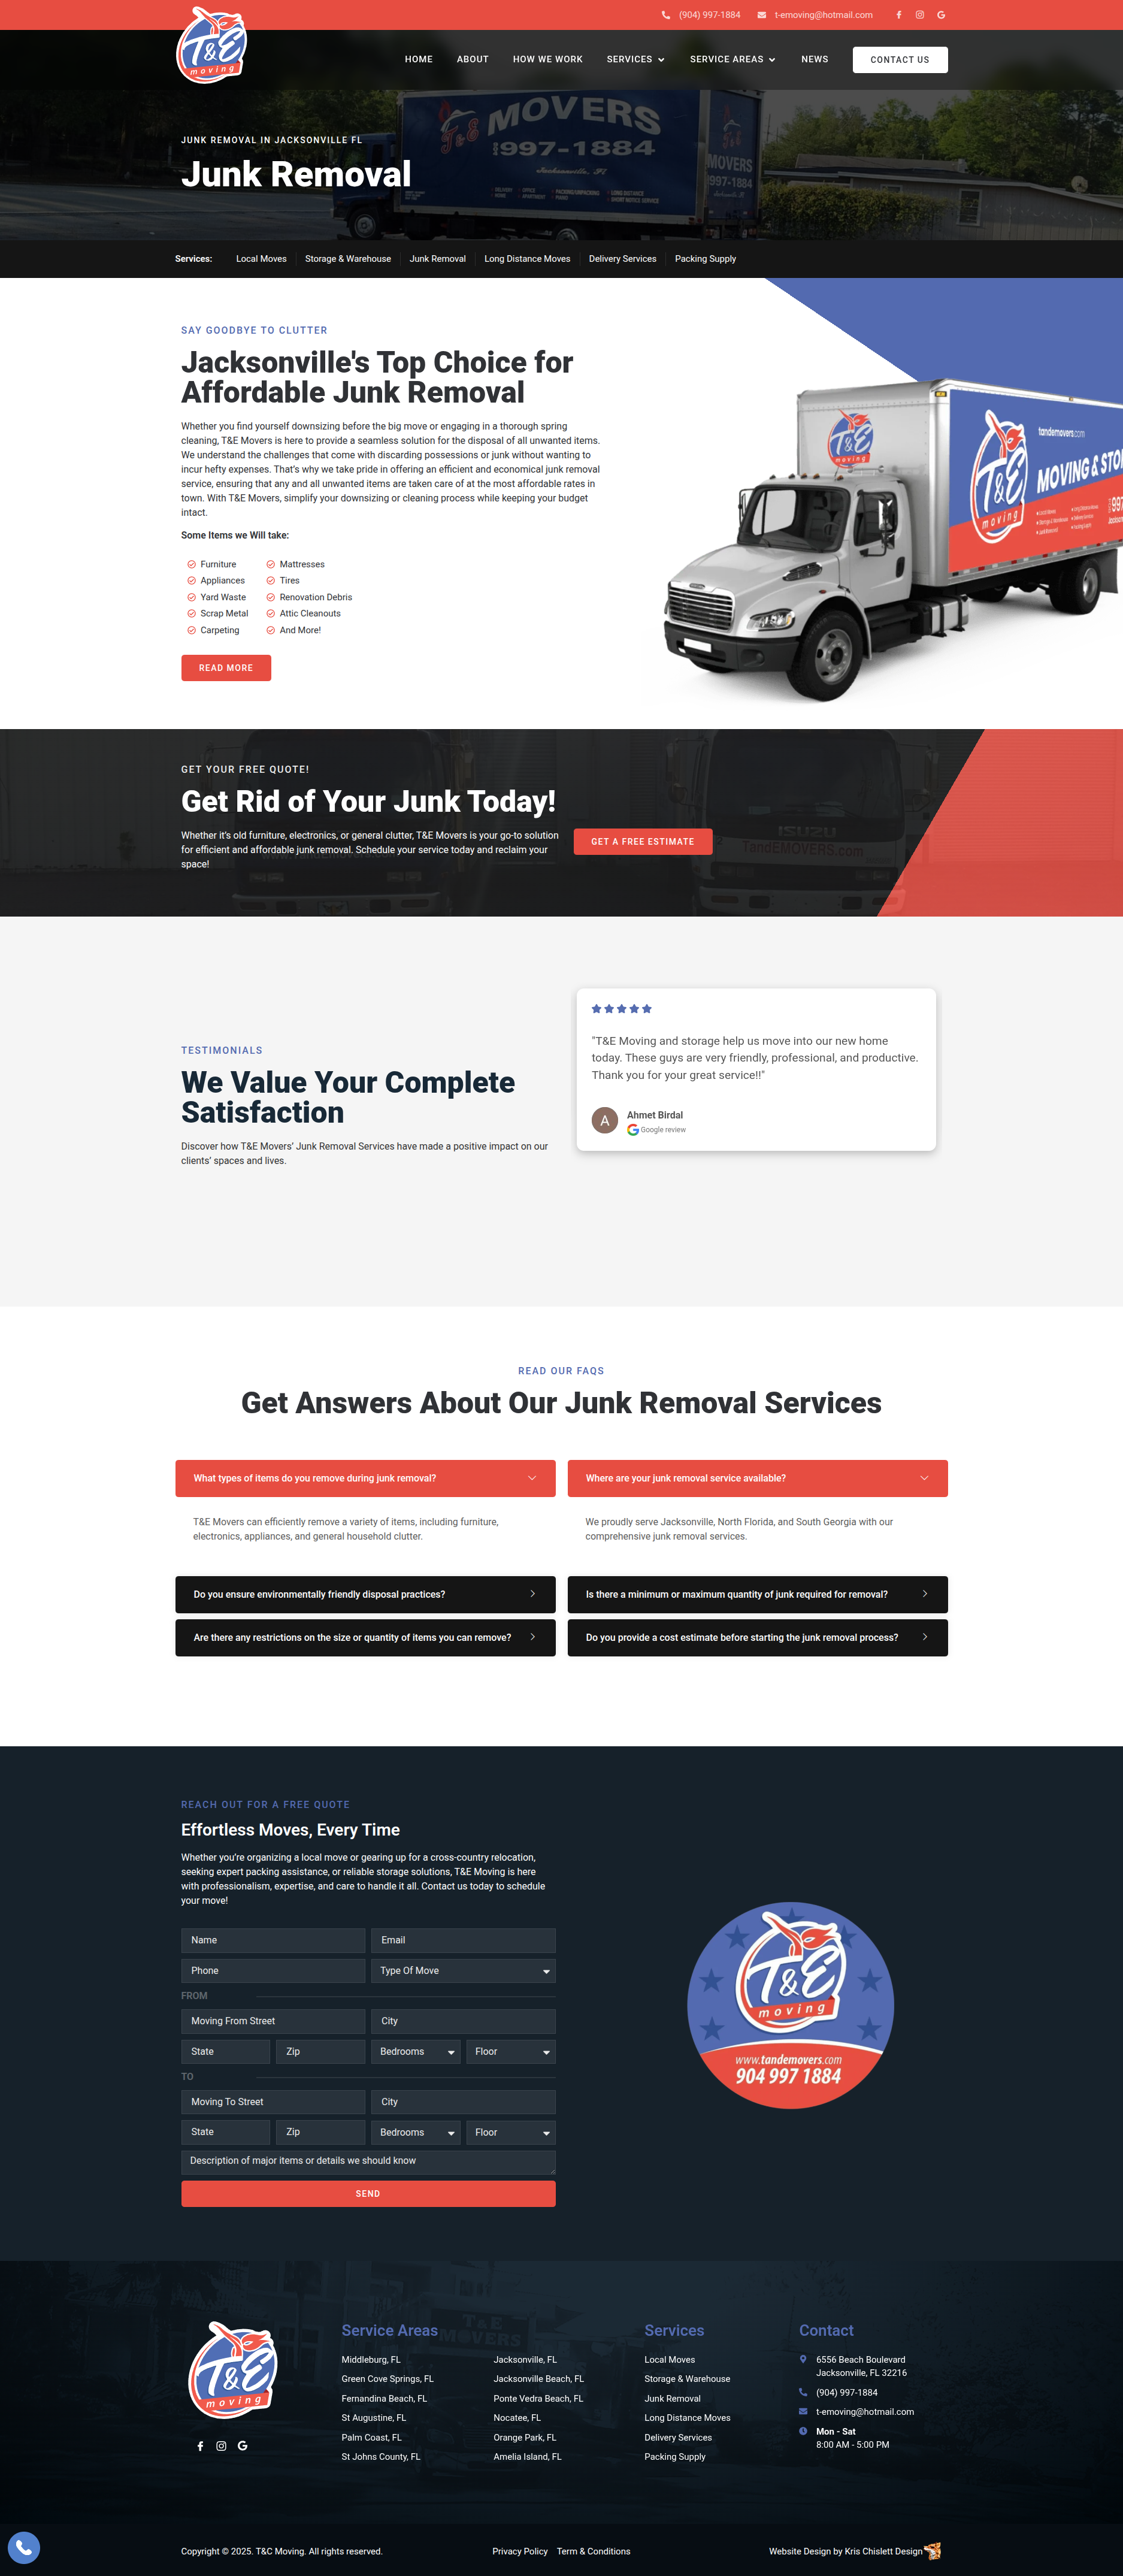 (904) 997-1884
t-emoving@hotmail.com
T&E
moving
HOME
ABOUT
HOW WE WORK
SERVICES
SERVICE AREAS
NEWS
CONTACT US
MOVERS
997-1884
Jacksonville, Fl
MOVERS
997-1884
JUNK REMOVAL IN JACKSONVILLE FL
Junk Removal
Services:
Local Moves
Storage & Warehouse
Junk Removal
Long Distance Moves
Delivery Services
Packing Supply
SAY GOODBYE TO CLUTTER
Jacksonville's Top Choice for
Affordable Junk Removal
Whether you find yourself downsizing before the big move or engaging in a thorough spring
cleaning, T&E Movers is here to provide a seamless solution for the disposal of all unwanted items.
We understand the challenges that come with discarding possessions or junk without wanting to
incur hefty expenses. That’s why we take pride in offering an efficient and economical junk removal
service, ensuring that any and all unwanted items are taken care of at the most affordable rates in
town. With T&E Movers, simplify your downsizing or cleaning process while keeping your budget
intact.
Some Items we Will take:
Furniture
Appliances
Yard Waste
Scrap Metal
Carpeting
Mattresses
Tires
Renovation Debris
Attic Cleanouts
And More!
READ MORE
T&E
moving
T&E
moving
tandemovers.com
MOVING & STO
GET YOUR FREE QUOTE!
Get Rid of Your Junk Today!
Whether it’s old furniture, electronics, or general clutter, T&E Movers is your go-to solution
for efficient and affordable junk removal. Schedule your service today and reclaim your
space!
GET A FREE ESTIMATE
ISUZU
TandEMOVERS.com
TESTIMONIALS
We Value Your Complete
Satisfaction
Discover how T&E Movers’ Junk Removal Services have made a positive impact on our
clients’ spaces and lives.
"T&E Moving and storage help us move into our new home
today. These guys are very friendly, professional, and productive.
Thank you for your great service!!"
A
Ahmet Birdal
Google review
READ OUR FAQS
Get Answers About Our Junk Removal Services
What types of items do you remove during junk removal?
T&E Movers can efficiently remove a variety of items, including furniture,
electronics, appliances, and general household clutter.
Do you ensure environmentally friendly disposal practices?
Are there any restrictions on the size or quantity of items you can remove?
Where are your junk removal service available?
We proudly serve Jacksonville, North Florida, and South Georgia with our
comprehensive junk removal services.
Is there a minimum or maximum quantity of junk required for removal?
Do you provide a cost estimate before starting the junk removal process?
REACH OUT FOR A FREE QUOTE
Effortless Moves, Every Time
Whether you’re organizing a local move or gearing up for a cross-country relocation,
seeking expert packing assistance, or reliable storage solutions, T&E Moving is here
with professionalism, expertise, and care to handle it all. Contact us today to schedule
your move!
Name
Email
Phone
Type Of Move
FROM
Moving From Street
City
State
Zip
Bedrooms
Floor
TO
Moving To Street
City
State
Zip
Bedrooms
Floor
Description of major items or details we should know
SEND
T&E
moving
www.tandemovers.com
904 997 1884
T&E
moving
Service Areas
Middleburg, FL
Green Cove Springs, FL
Fernandina Beach, FL
St Augustine, FL
Palm Coast, FL
St Johns County, FL
Jacksonville, FL
Jacksonville Beach, FL
Ponte Vedra Beach, FL
Nocatee, FL
Orange Park, FL
Amelia Island, FL
Services
Local Moves
Storage & Warehouse
Junk Removal
Long Distance Moves
Delivery Services
Packing Supply
Contact
6556 Beach Boulevard
Jacksonville, FL 32216
(904) 997-1884
t-emoving@hotmail.com
Mon - Sat
8:00 AM - 5:00 PM
Copyright © 2025. T&C Moving. All rights reserved.
Privacy Policy
Term & Conditions
Website Design by Kris Chislett Design